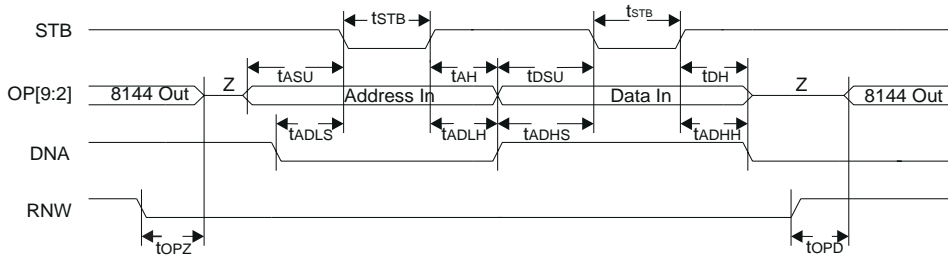 tSTB tSTB
STB
tASU tAH tDSU tDH
OP[9:2] 8144 Out Z Address In Data In Z 8144 Out
tADLS tADLH tADHS tADHH
DNA
RNW
tOPZ tOPD